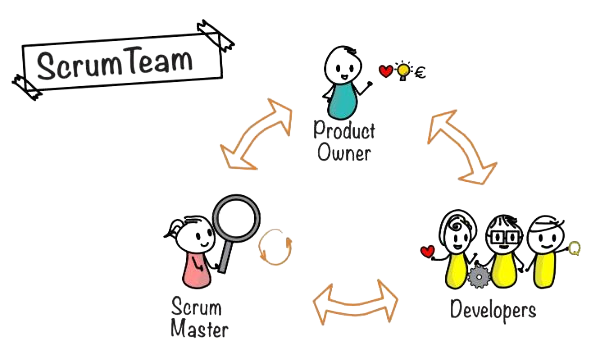 ScrumTeam
€
Product
Owner
Scrum
Master
Q
Developers